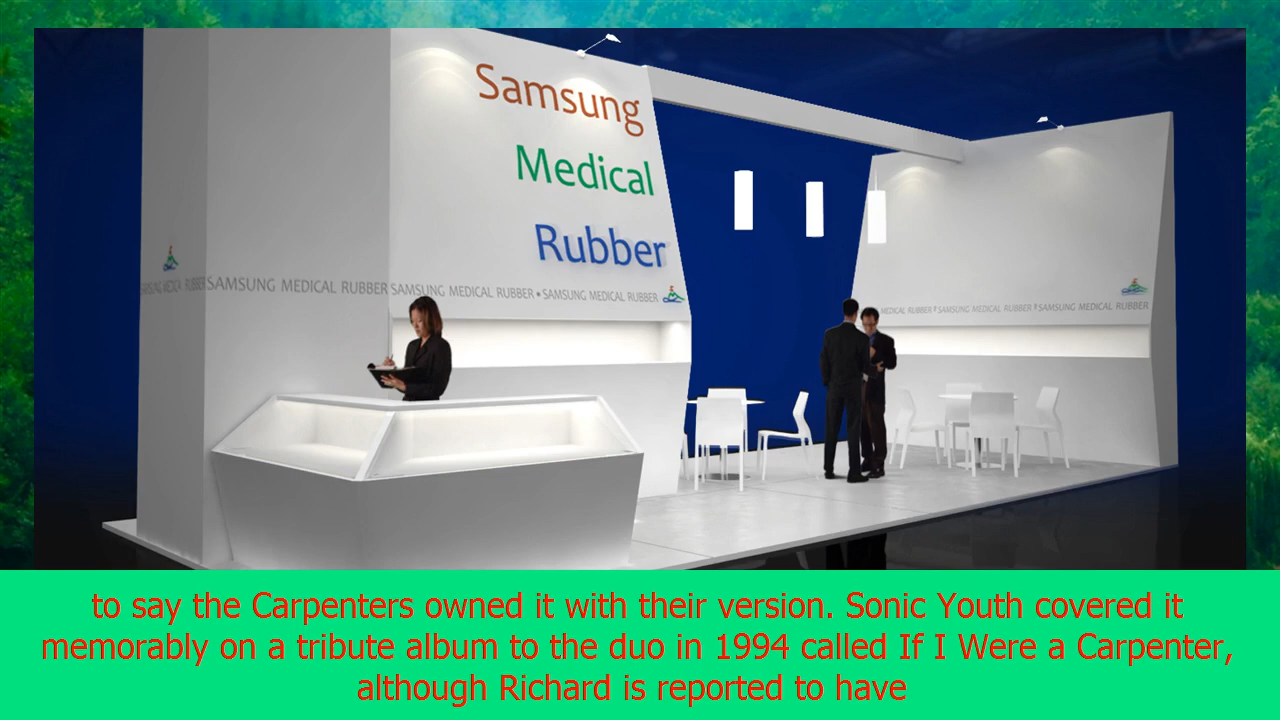 Samsung
Medical
Rubber
SAMSUNG MEDICAL RUBBER SAMSUNG MEDICAL RUBBER SAMSUNG MEDICAL RUBBER • SAMSUNG MEDICAL RUBBER
MEDICAL RUBBER • SAMSUNG MEDICAL RUBBER • SAMSUNG MEDICAL RUBBER
to say the Carpenters owned it with their version. Sonic Youth covered it
memorably on a tribute album to the duo in 1994 called If I Were a Carpenter,
although Richard is reported to have